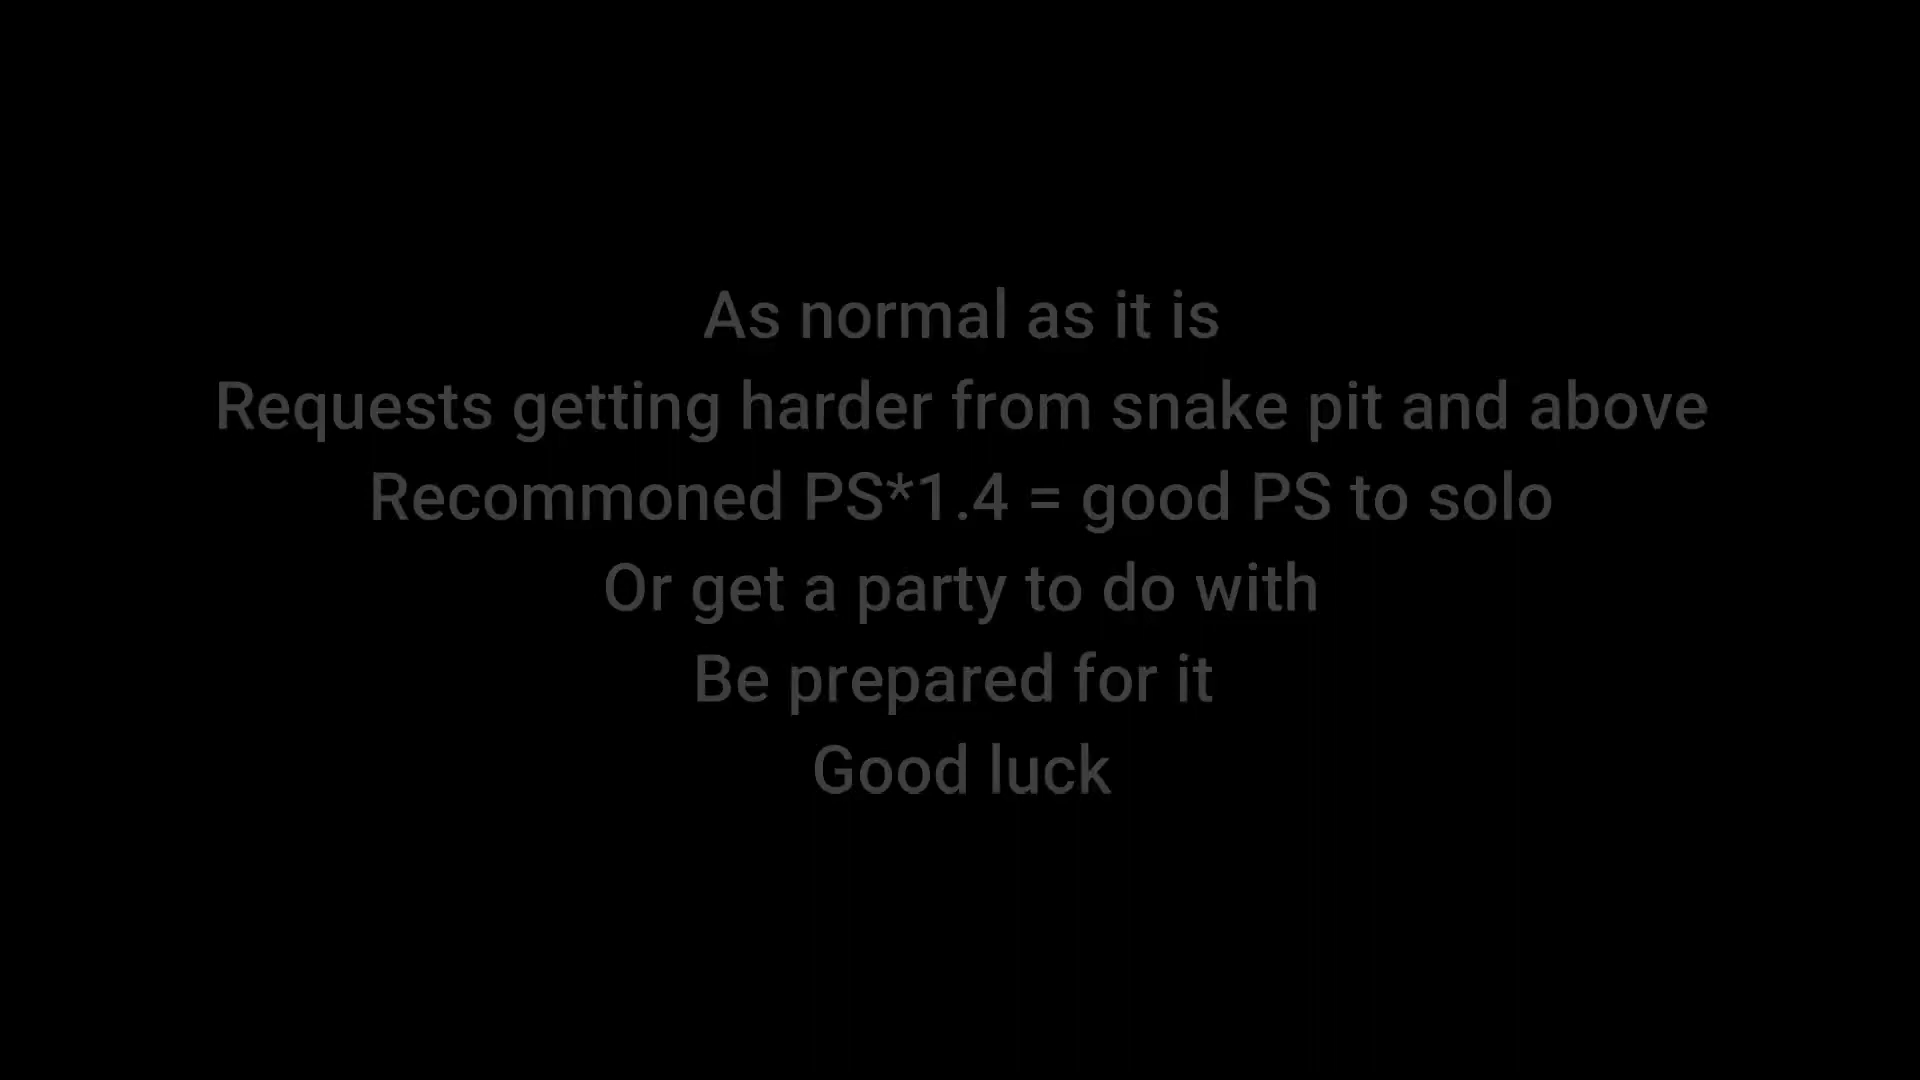 As normal as it is
Requests getting harder from snake pit and above
Recommoned PS*1.4 = good PS to solo
Or get a party to do with
Be prepared for it
Good luck